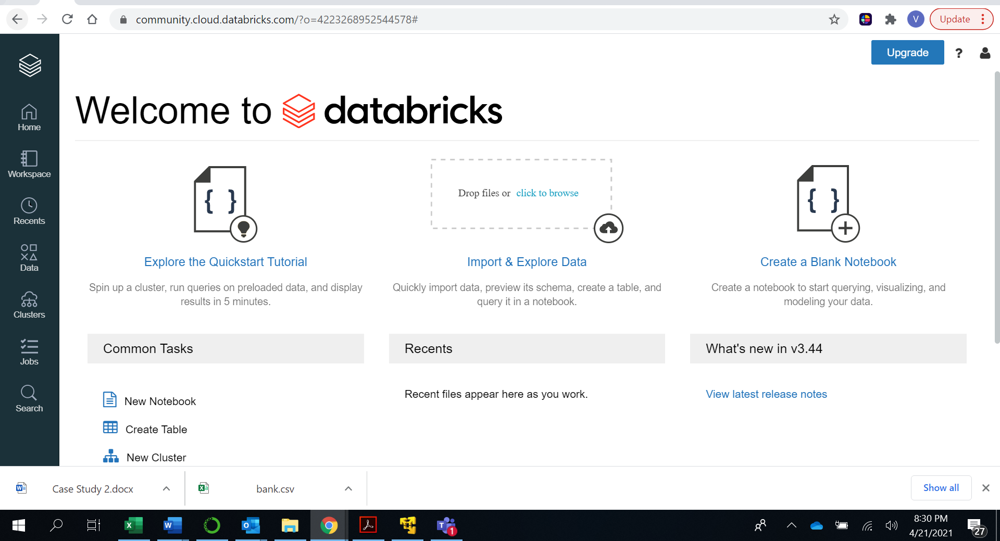 community.cloud.databricks.com/?o=4223268952544578#
V
Update
Upgrade
?
Home
Workspace
Recents
Data
Clusters
Jobs
Search
Welcome to databricks
{ }
Drop files or click to browse
{ }
Explore the Quickstart Tutorial
Spin up a cluster, run queries on preloaded data, and display
results in 5 minutes.
Import & Explore Data
Quickly import data, preview its schema, create a table, and
query it in a notebook.
Create a Blank Notebook
Create a notebook to start querying, visualizing, and
modeling your data.
Common Tasks
New Notebook
Create Table
New Cluster
Recents
Recent files appear here as you work.
What's new in v3.44
View latest release notes
Case Study 2.docx
bank.csv
Show all
8:30 PM
4/21/2021
1
27